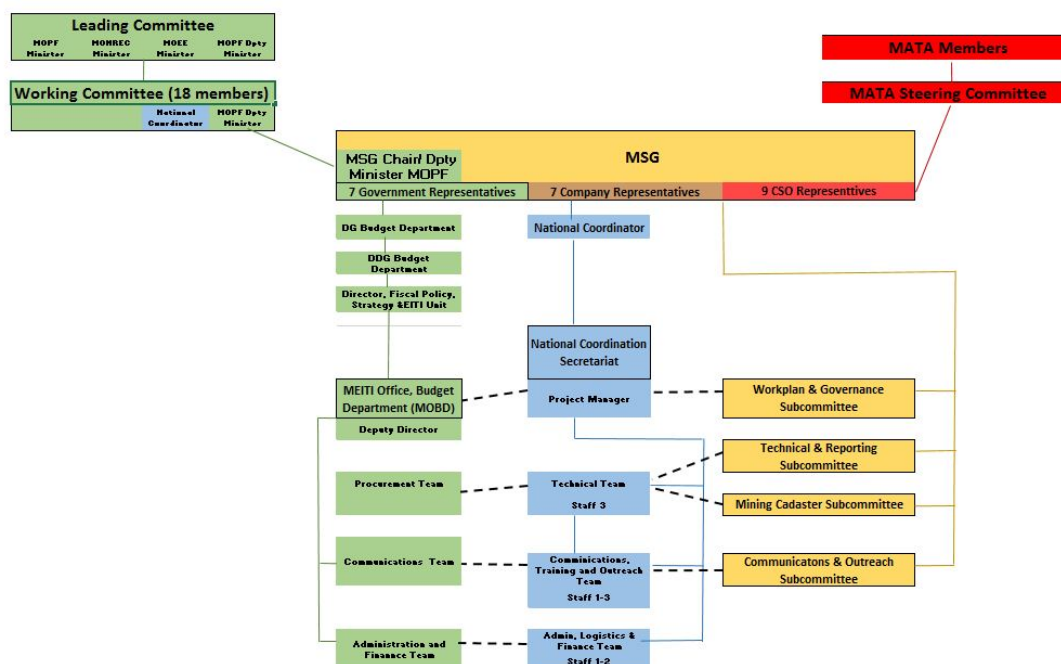 Leading Committee
MOPF Minister
MONREC Minister
MOEE Minister
MOPF Dpty Minister
Working Committee (18 members)
National Coordinator
MOPF Dpty Minister
MATA Members
MATA Steering Committee
MSG
MSG Chair/ Dpty
Minister MOPF
7 Government Representatives
7 Company Representatives
9 CSO Representtives
DG Budget Department
National Coordinator
DDG Budget
Department
Director, Fiscal Policy,
Strategy &EITI Unit
National Coordination
Secretariat
MEITI Office, Budget
Department (MOBD)
Deputy Director
Project Manager
Workplan & Governance
Subcommittee
Technical & Reporting
Subcommittee
Procurement Team
Technical Team
Staff 3
Mining Cadaster Subcommittee
Communications Team
Comminications,
Training and Outreach
Team
Staff 1-3
Communicatons & Outreach
Subcommittee
Administration and
Finannce Team
Admin, Logistics &
Finance Team
Staff 1-2